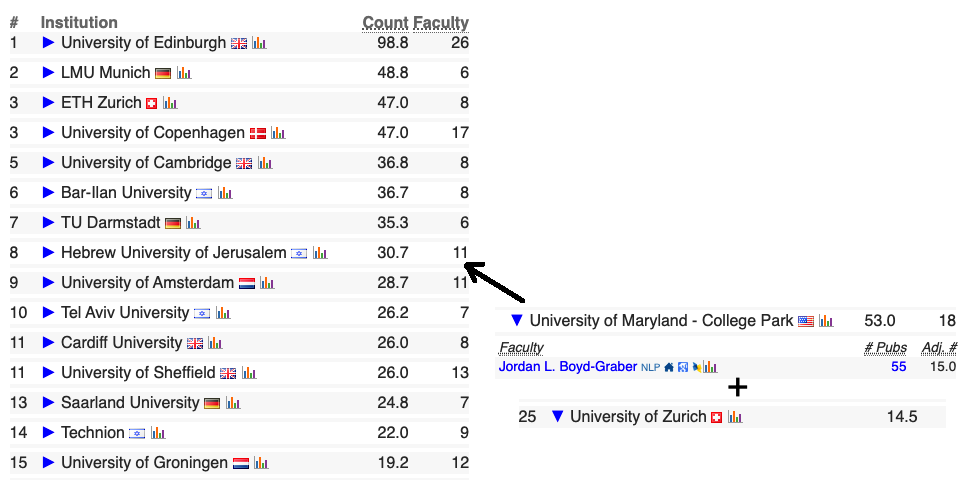 # Institution Count Faculty
1 ▶ University of Edinburgh 98.8 26
2 ▶ LMU Munich 48.8 6
3 ▶ ETH Zurich 47.0 8
3 ▶ University of Copenhagen 47.0 17
5 ▶ University of Cambridge 36.8 8
6 ▶ Bar-Ilan University 36.7 8
7 ▶ TU Darmstadt 35.3 6
8 ▶ Hebrew University of Jerusalem 30.7 11
9 ▶ University of Amsterdam 28.7 11
10 ▶ Tel Aviv University 26.2 7
11 ▶ Cardiff University 26.0 8
11 ▶ University of Sheffield 26.0 13
13 ▶ Saarland University 24.8 7
14 ▶ Technion 22.0 9
15 ▶ University of Groningen 19.2 12
▼ University of Maryland - College Park 53.0 18
Faculty # Pubs Adj. #
Jordan L. Boyd-Graber NLP 55 15.0
+
25 ▼ University of Zurich 14.5